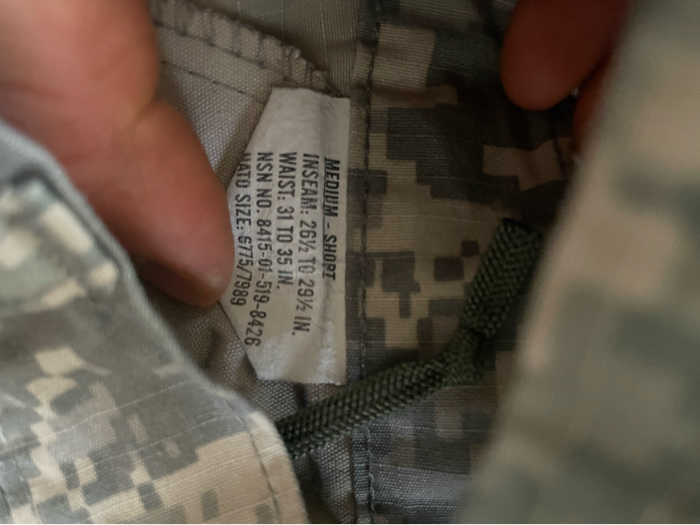 MEDIUM - SHORT
INSEAM: 26½ TO 29½ IN.
WAIST: 31 TO 35 IN.
NSN NO: 8415-01-519-8426
NATO SIZE: 6775/7989